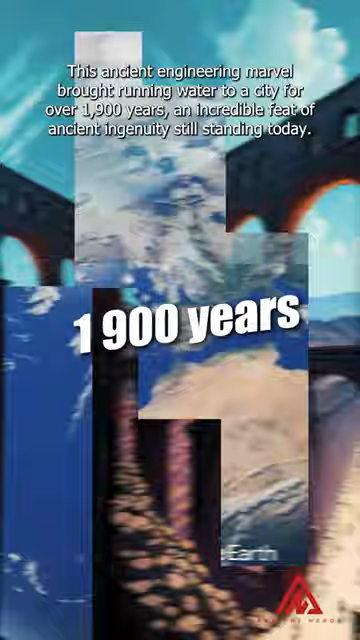 This ancient engineering marvel
brought running water to a city for
over 1,900 years, an incredible feat of
ancient ingenuity still standing today.
1 900 years
Earth